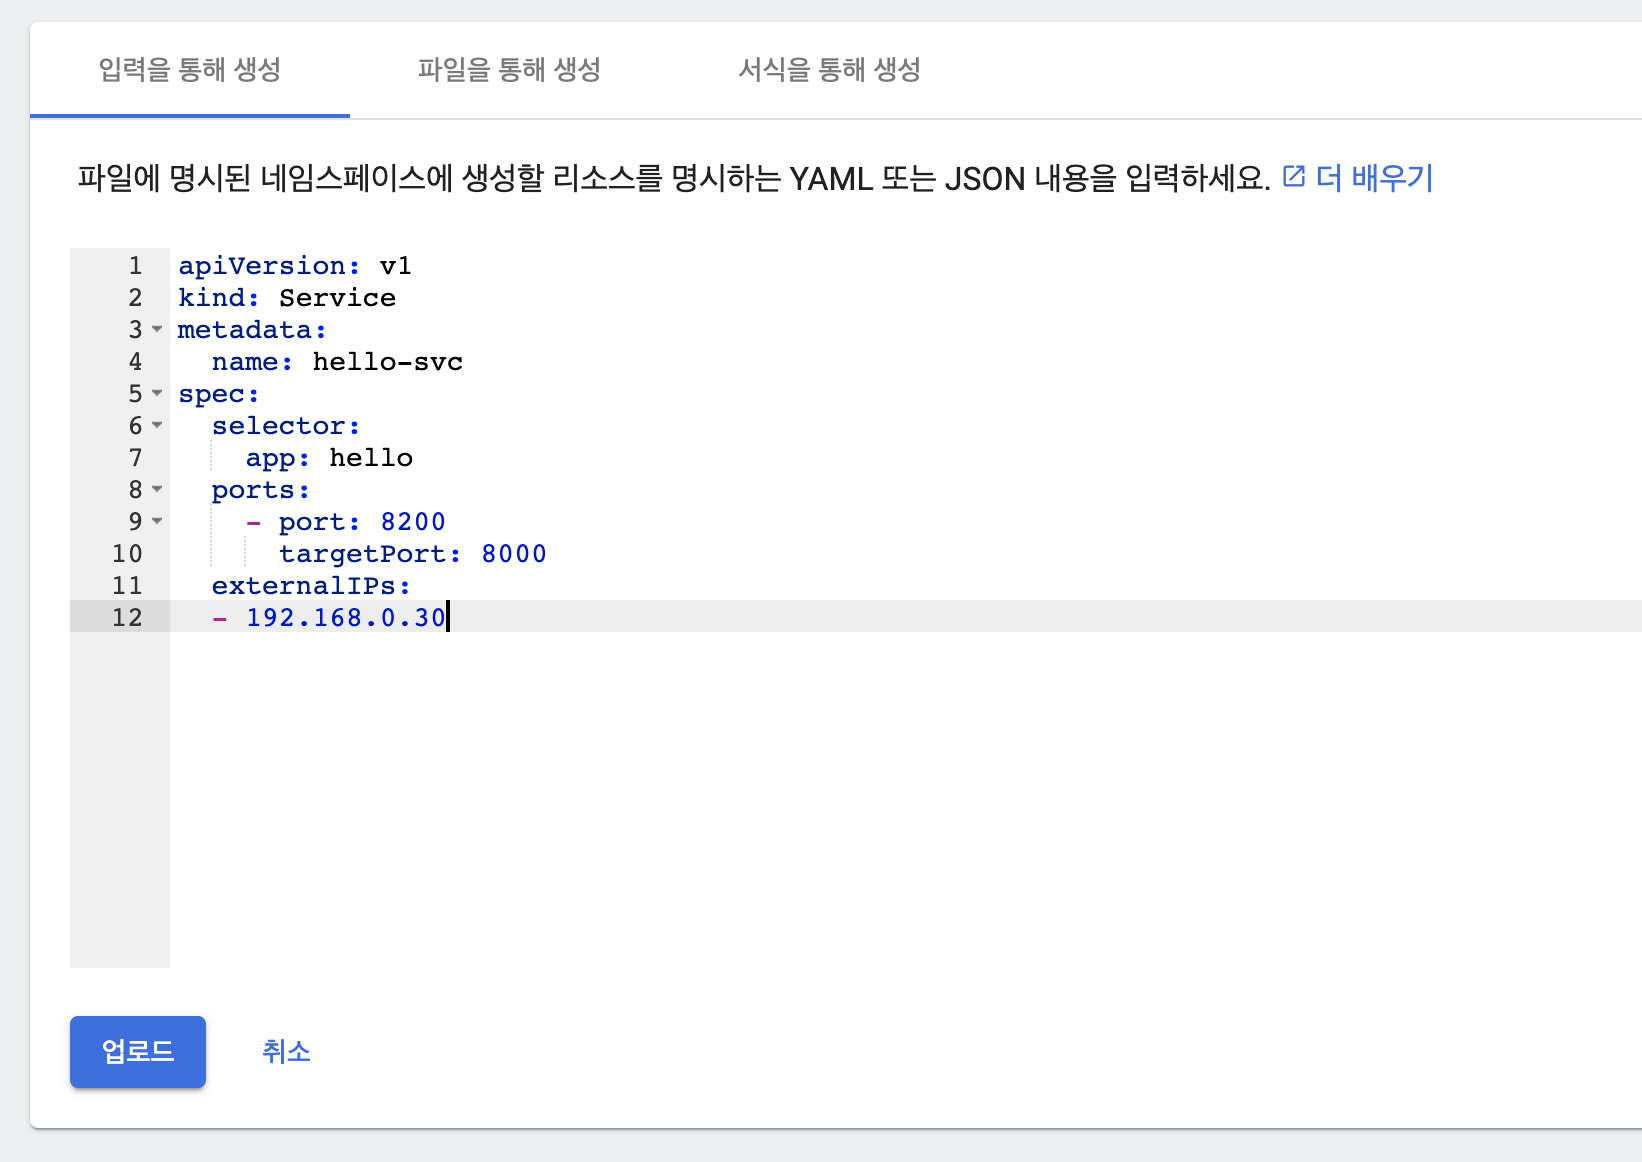 입력을 통해 생성 파일을 통해 생성 서식을 통해 생성
파일에 명시된 네임스페이스에 생성할 리소스를 명시하는 YAML 또는 JSON 내용을 입력하세요. 더 배우기
1 apiVersion: v1
2 kind: Service
3 metadata:
4   name: hello-svc
5 spec:
6   selector:
7     app: hello
8   ports:
9     - port: 8200
10       targetPort: 8000
11   externalIPs:
12   - 192.168.0.30
업로드 취소